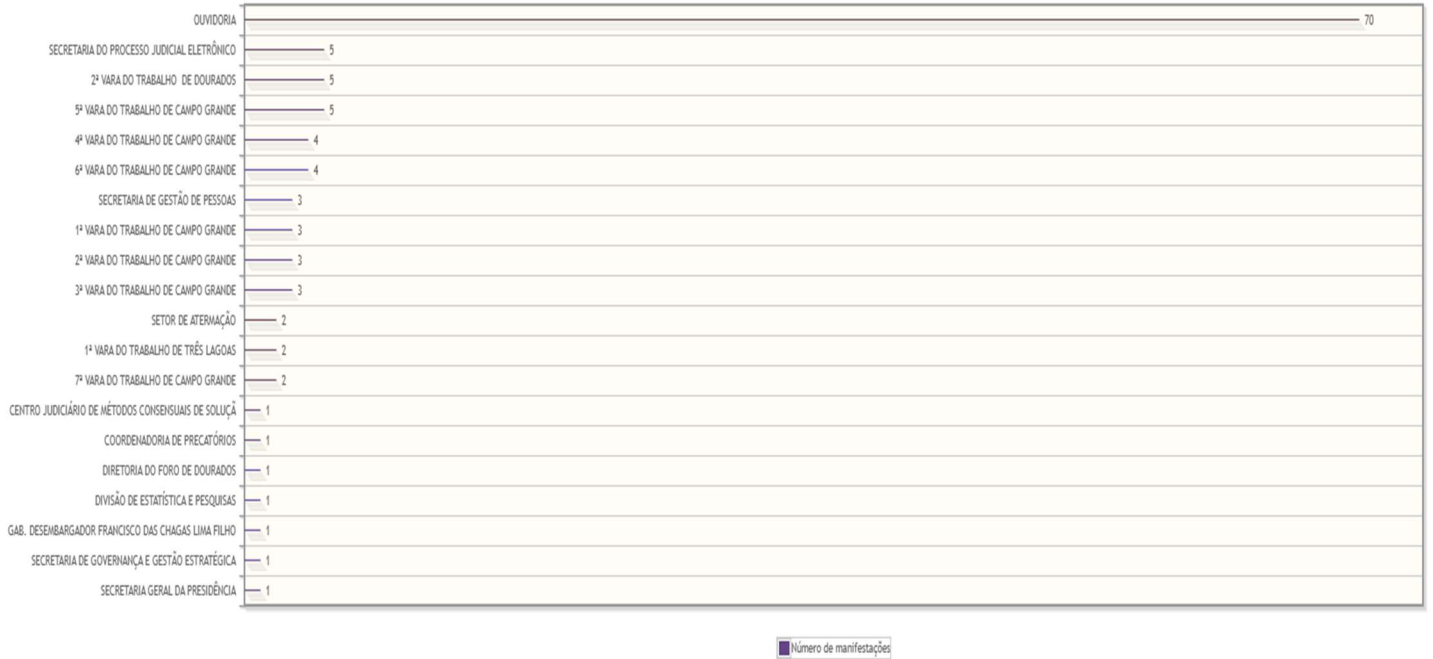 OUVIDORIA 70
SECRETARIA DO PROCESSO JUDICIAL ELETRÔNICO 5
2ª VARA DO TRABALHO DE DOURADOS 5
5ª VARA DO TRABALHO DE CAMPO GRANDE 5
4ª VARA DO TRABALHO DE CAMPO GRANDE 4
6ª VARA DO TRABALHO DE CAMPO GRANDE 4
SECRETARIA DE GESTÃO DE PESSOAS 3
1ª VARA DO TRABALHO DE CAMPO GRANDE 3
2ª VARA DO TRABALHO DE CAMPO GRANDE 3
3ª VARA DO TRABALHO DE CAMPO GRANDE 3
SETOR DE ATERMAÇÃO 2
1ª VARA DO TRABALHO DE TRÊS LAGOAS 2
7ª VARA DO TRABALHO DE CAMPO GRANDE 2
CENTRO JUDICIÁRIO DE MÉTODOS CONSENSUAIS DE SOLUÇÃ 1
COORDENADORIA DE PRECATÓRIOS 1
DIRETORIA DO FORO DE DOURADOS 1
DIVISÃO DE ESTATÍSTICA E PESQUISAS 1
GAB. DESEMBARGADOR FRANCISCO DAS CHAGAS LIMA FILHO 1
SECRETARIA DE GOVERNANÇA E GESTÃO ESTRATÉGICA 1
SECRETARIA GERAL DA PRESIDÊNCIA 1
Número de manifestações